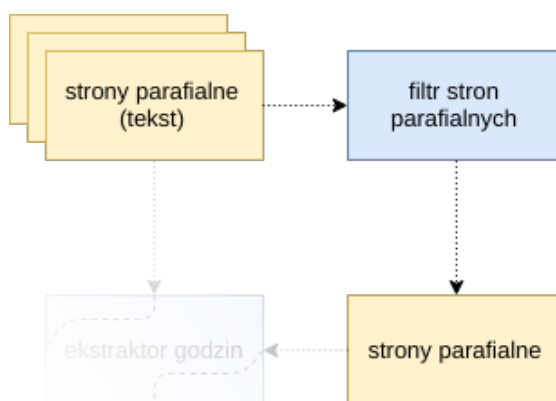 strony parafialne
(tekst)
filtr stron
parafialnych
ekstraktor godzin
strony parafialne